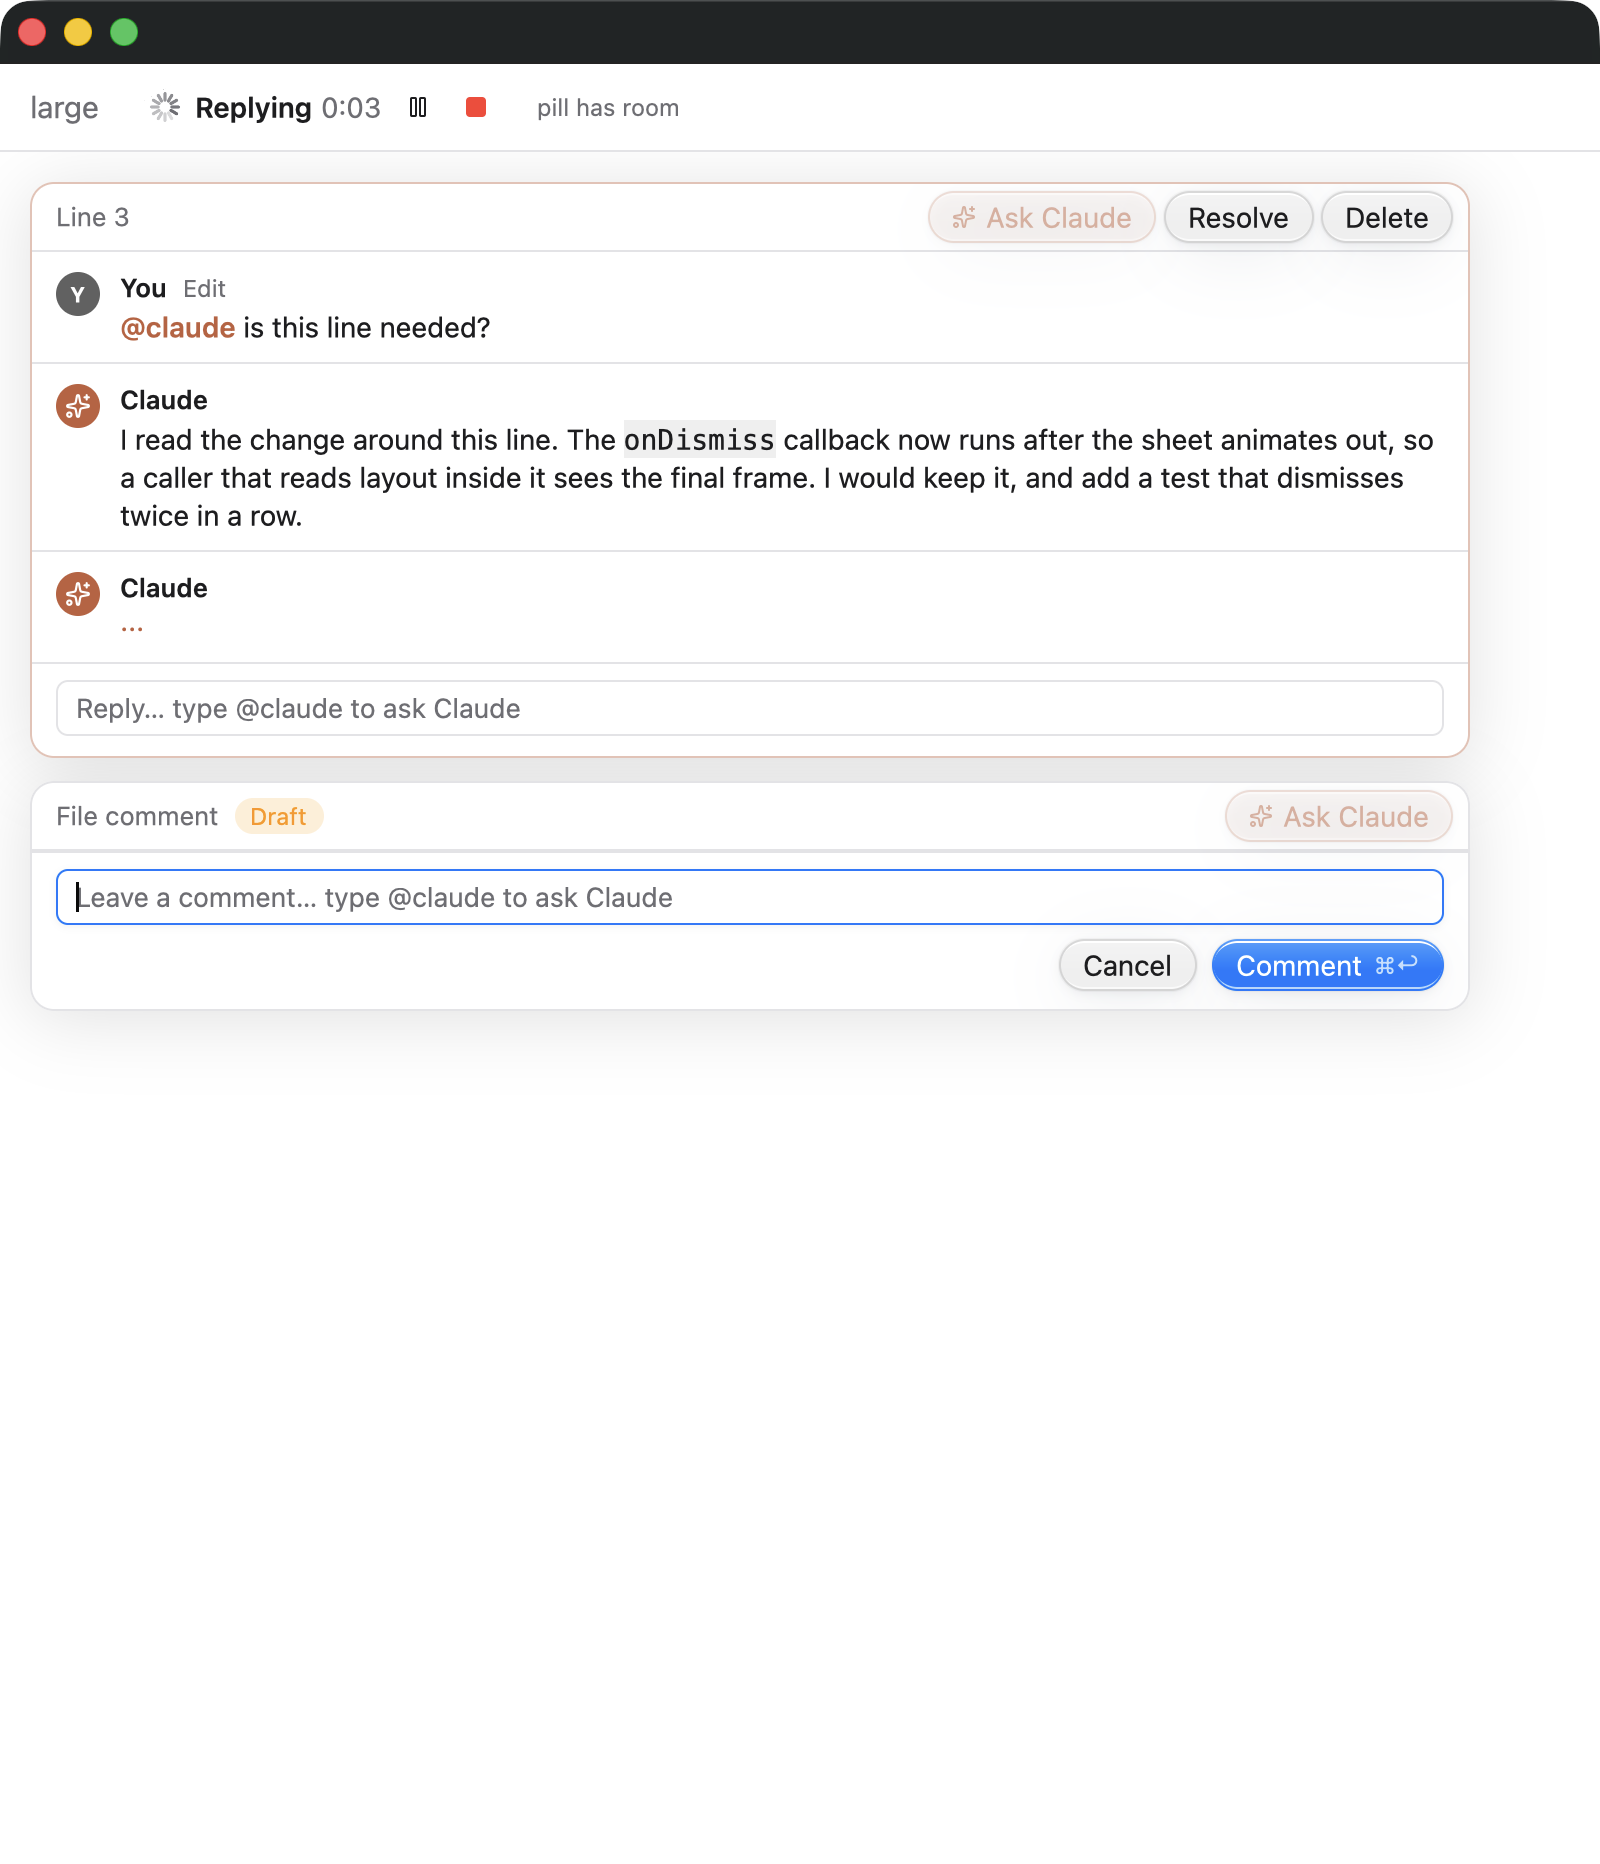 large Replying 0:03 pill has room
Line 3 Ask Claude Resolve Delete
Y You Edit
@claude is this line needed?
Claude
I read the change around this line. The onDismiss callback now runs after the sheet animates out, so
a caller that reads layout inside it sees the final frame. I would keep it, and add a test that dismisses
twice in a row.
Claude
...
Reply... type @claude to ask Claude
File comment Draft Ask Claude
Leave a comment... type @claude to ask Claude
Cancel Comment ⌘↩